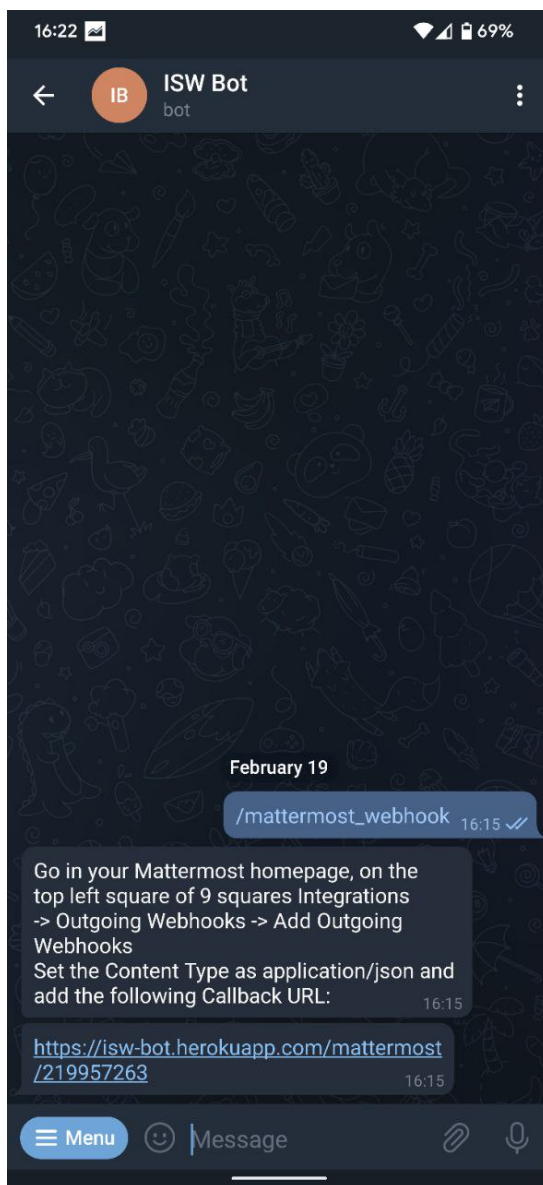 16:22
69%
IB
ISW Bot
bot
February 19
/mattermost_webhook 16:15
Go in your Mattermost homepage, on the
top left square of 9 squares Integrations
-> Outgoing Webhooks -> Add Outgoing
Webhooks
Set the Content Type as application/json and
add the following Callback URL:
16:15
https://isw-bot.herokuapp.com/mattermost
/219957263
16:15
Menu
Message